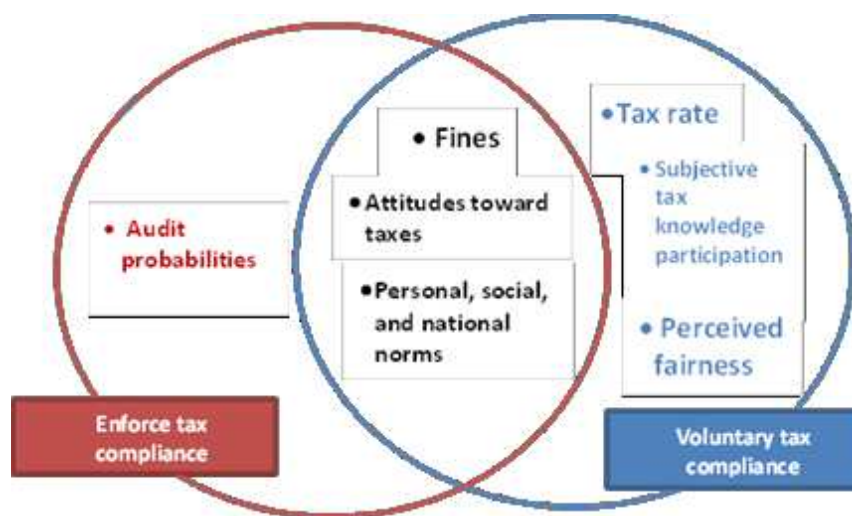 • Audit
probabilities
• Fines
• Attitudes toward
taxes
• Personal, social,
and national
norms
• Tax rate
• Subjective
tax
knowledge
participation
• Perceived
fairness
Enforce tax
compliance
Voluntary tax
compliance